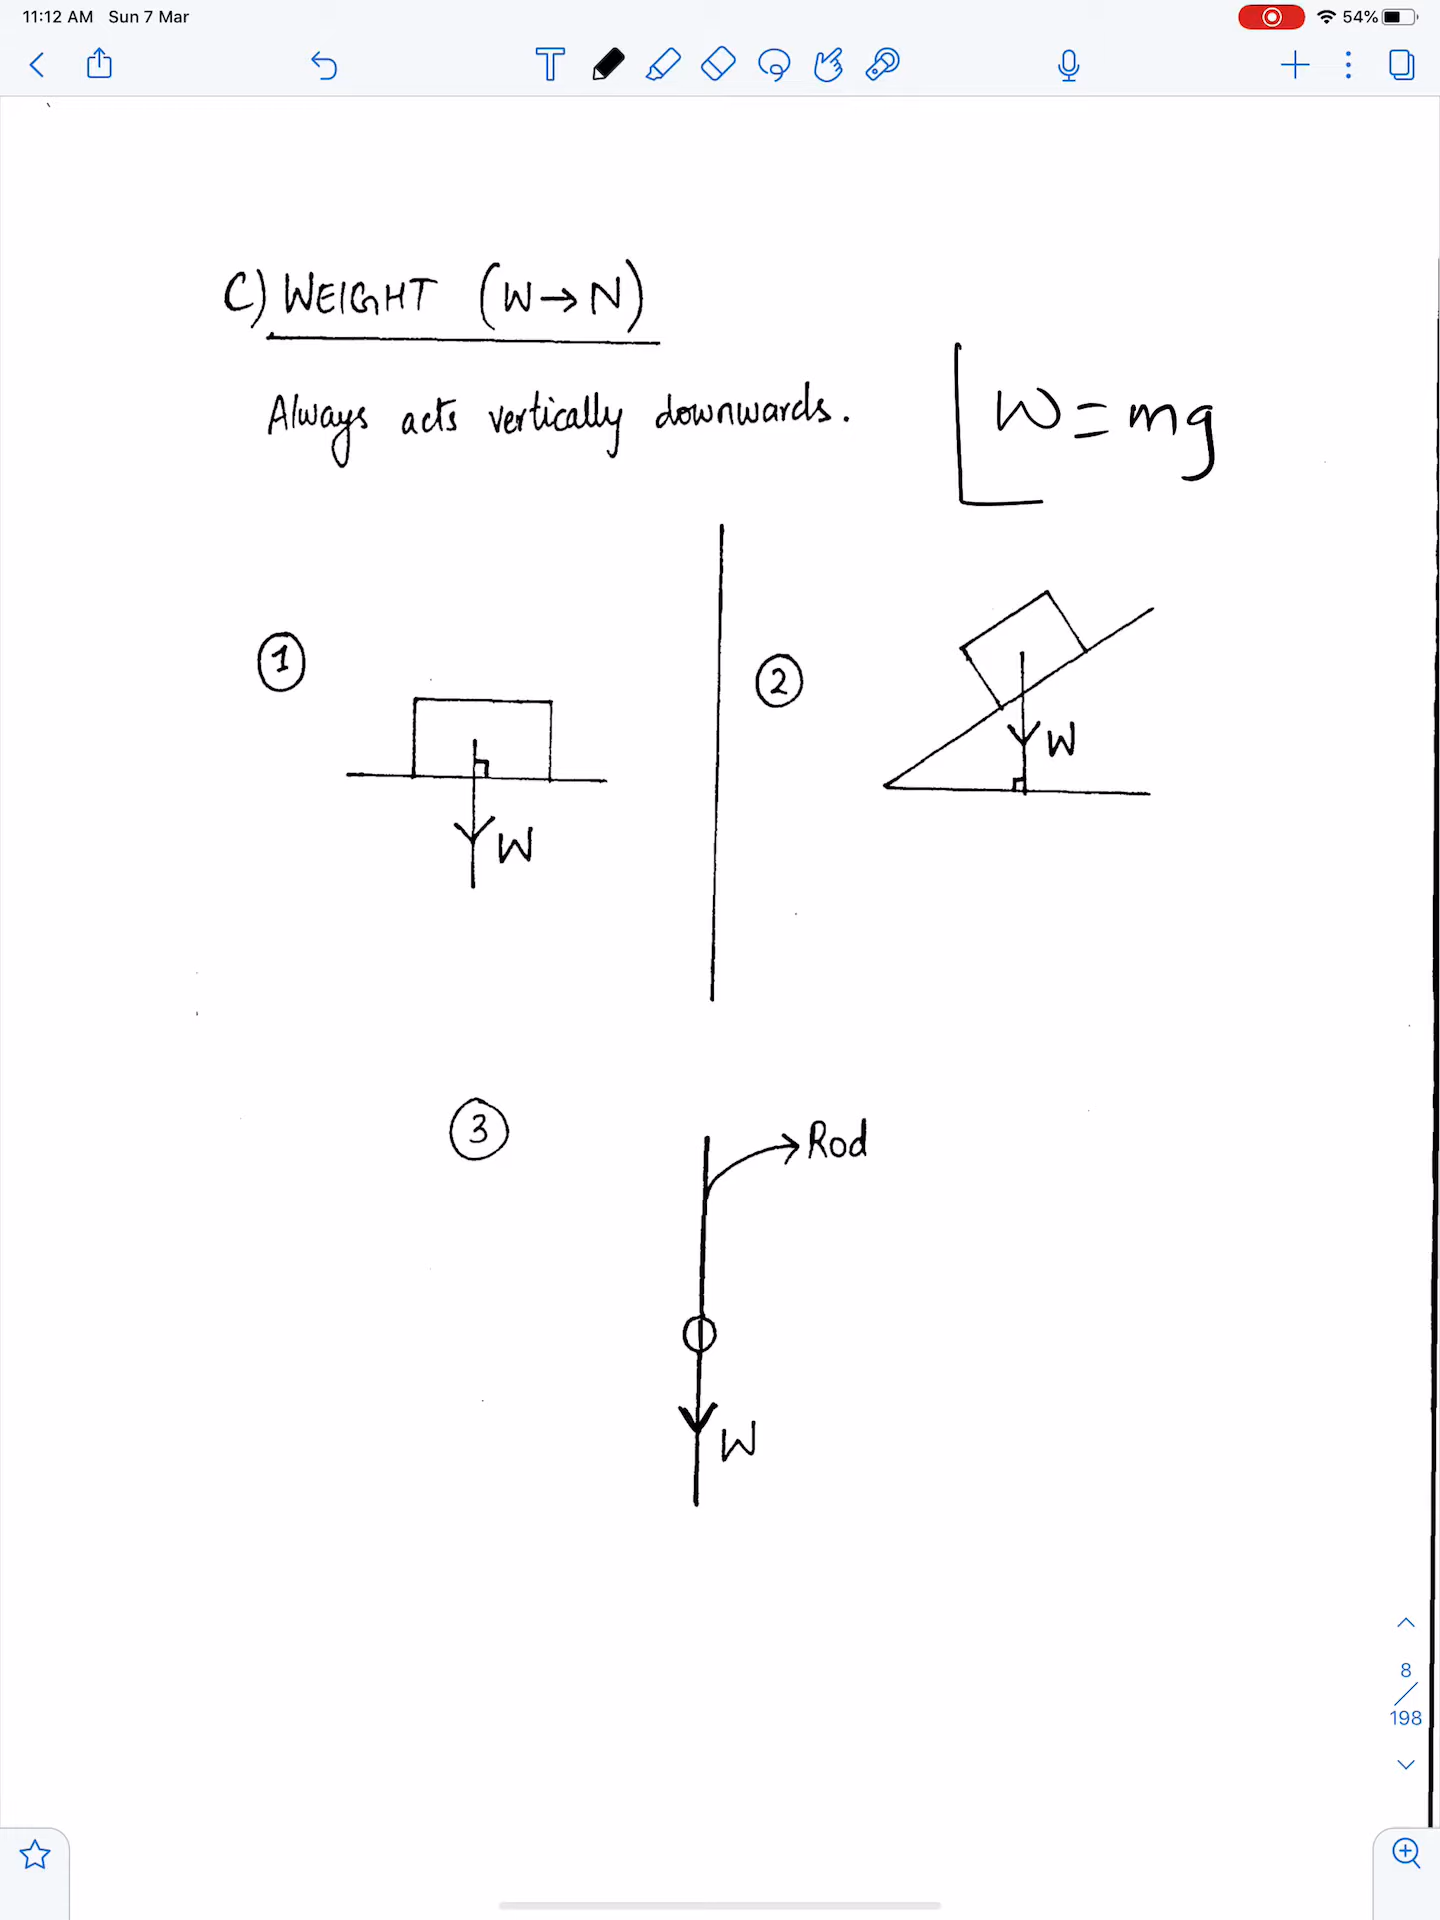 11:12 AM Sun 7 Mar
54%
C) WEIGHT (W→N)
Always acts vertically downwards.
W=mg
1
2
W
W
3
Rod
W
8
198